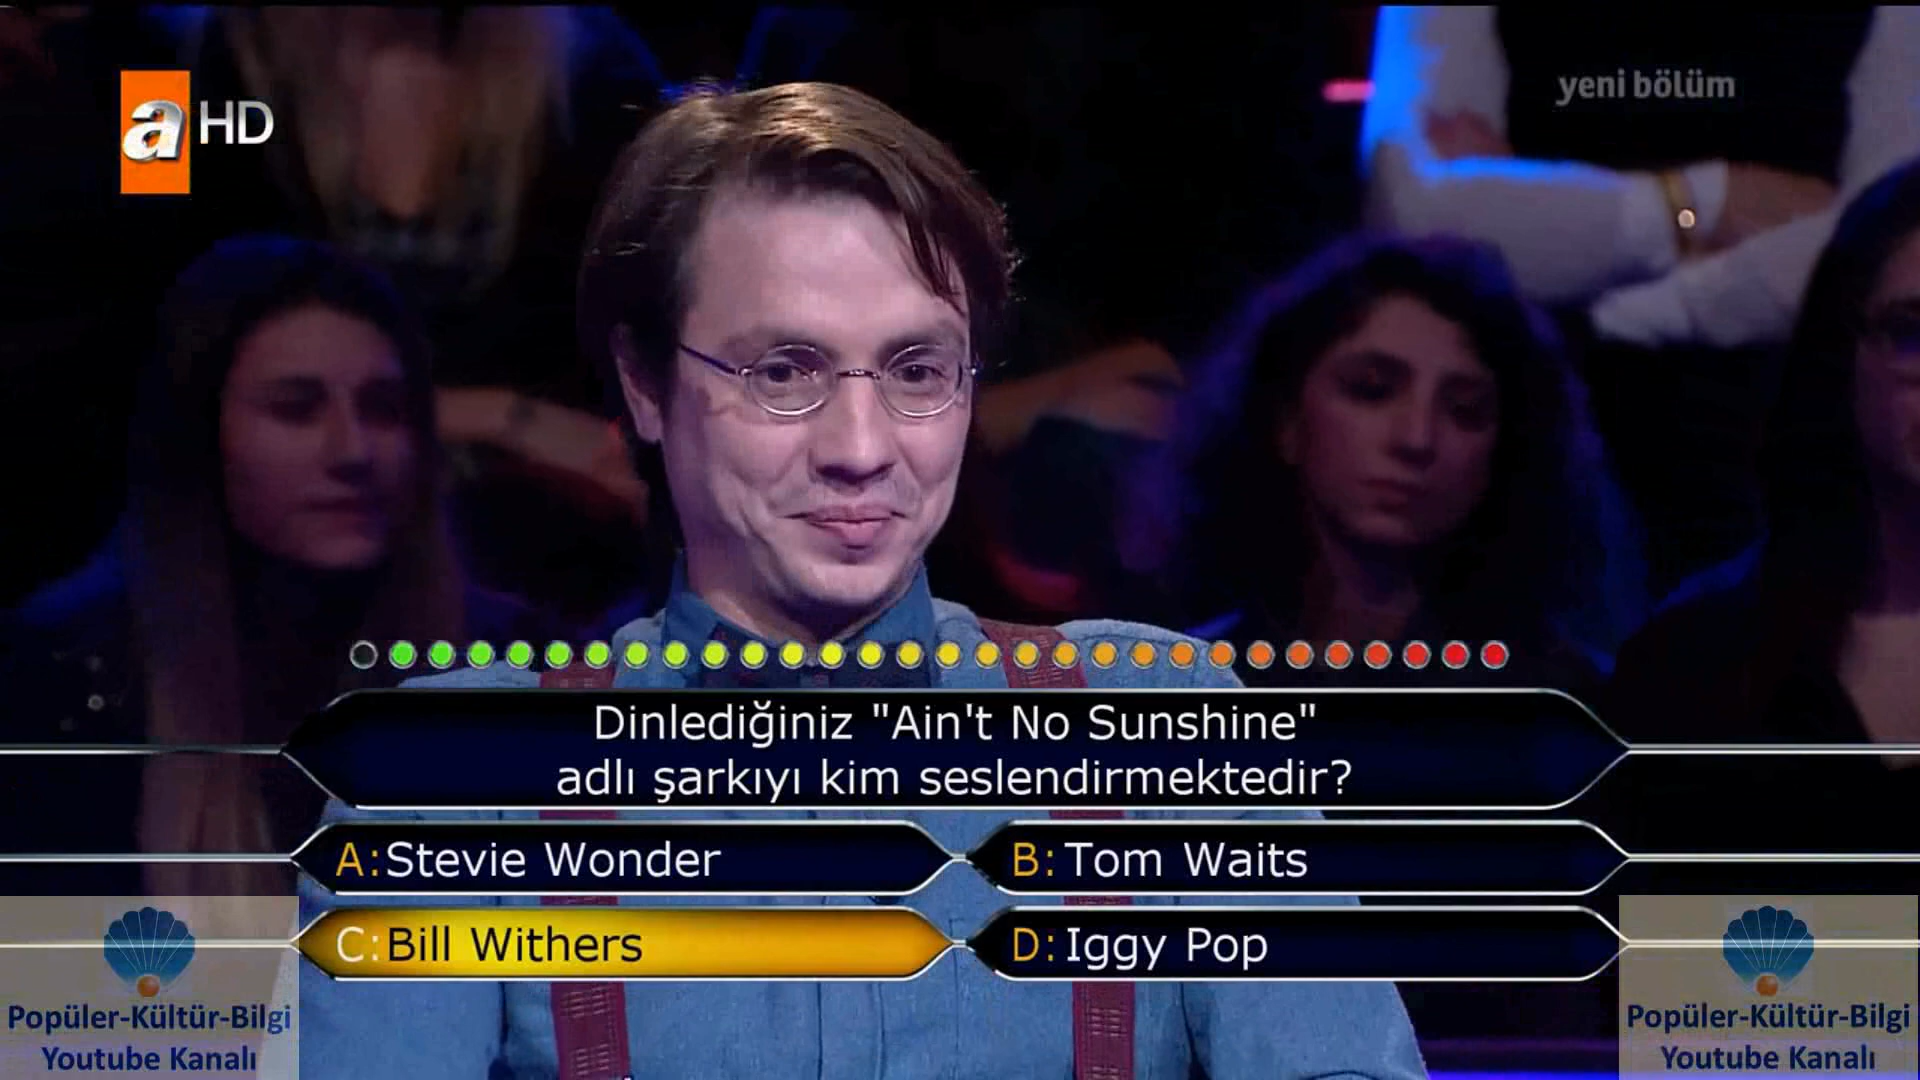 a HD
yeni bölüm
Dinlediğiniz "Ain't No Sunshine"
adlı şarkıyı kim seslendirmektedir?
A: Stevie Wonder
B: Tom Waits
C: Bill Withers
D: Iggy Pop
Popüler-Kültür-Bilgi
Youtube Kanalı
Popüler-Kültür-Bilgi
Youtube Kanalı